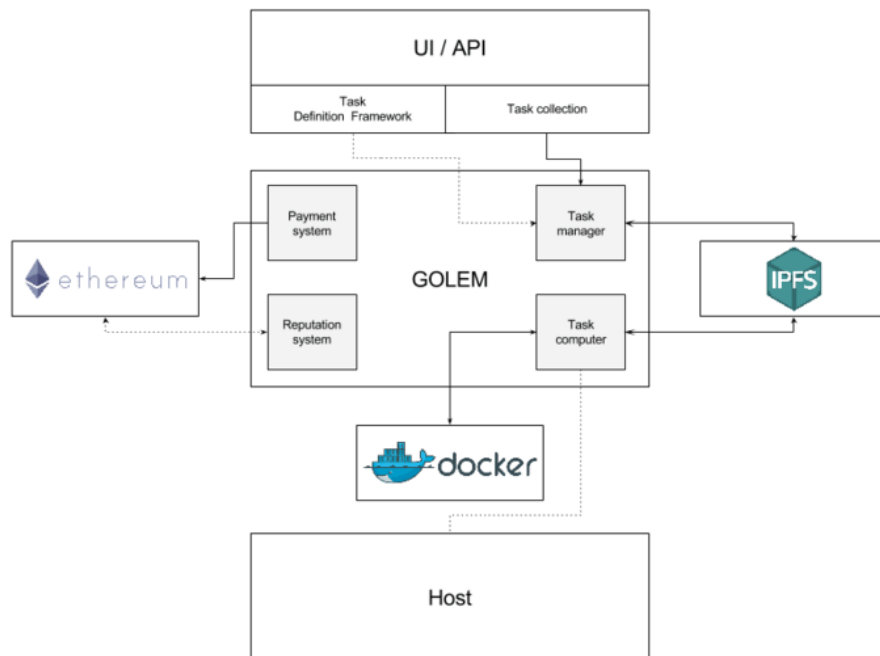 UI / API
Task
Definition Framework
Task collection
Payment
system
Task
manager
ethereum
GOLEM
IPFS
Reputation
system
Task
computer
docker
Host